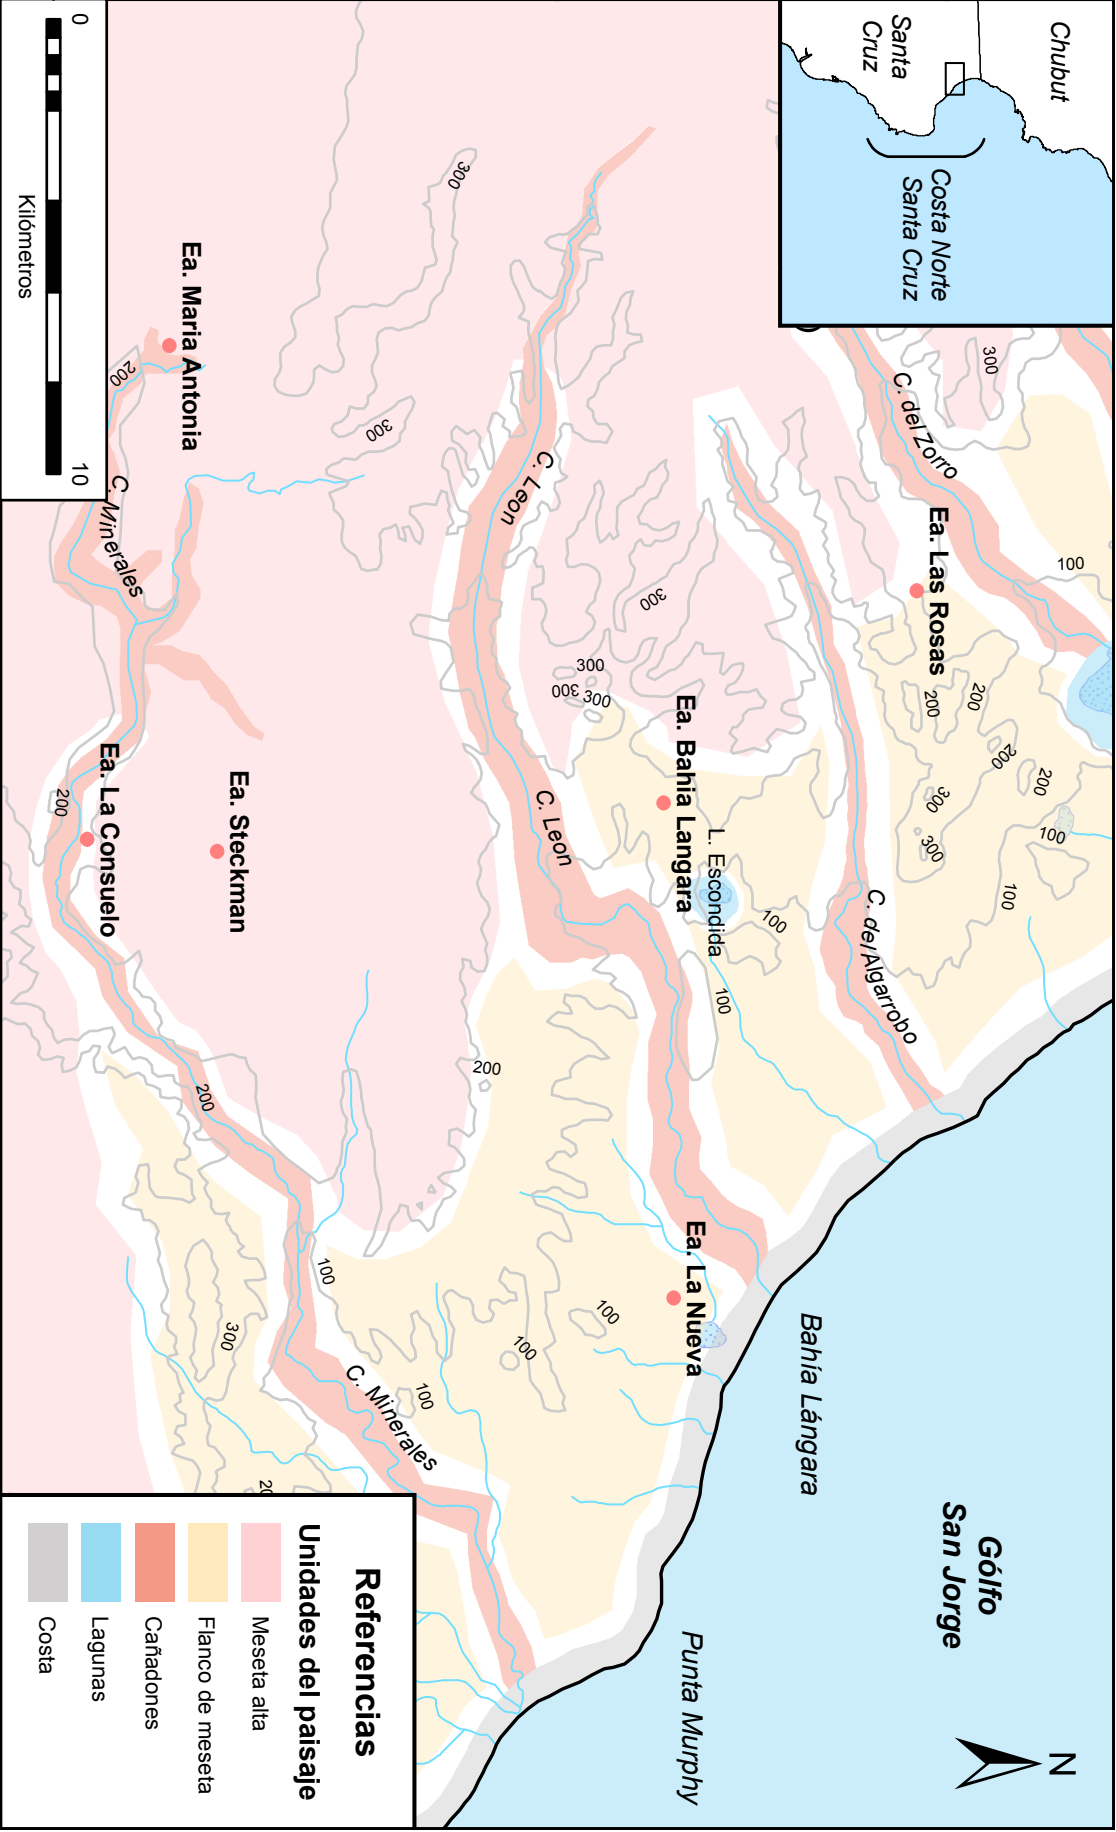 Chubut
Santa
Cruz
Costa Norte
Santa Cruz
Gólfo
San Jorge
N
300
C. del Zorro
100
Ea. Las Rosas
200
200
200
200
300
300
100
100
C. del Algarrobo
Bahía Lángara
Punta Murphy
300
C. Leon
300
300
300
300
Ea. Bahia Langara
L. Escondida
100
100
C. Leon
Ea. La Nueva
300
200
100
100
100
Ea. Maria Antonia
200
C. Minerales
Ea. Steckman
Ea. La Consuelo
200
200
100
C. Minerales
300
20
0
10
Kilómetros
Referencias
Unidades del paisaje
Meseta alta
Flanco de meseta
Cañadones
Lagunas
Costa